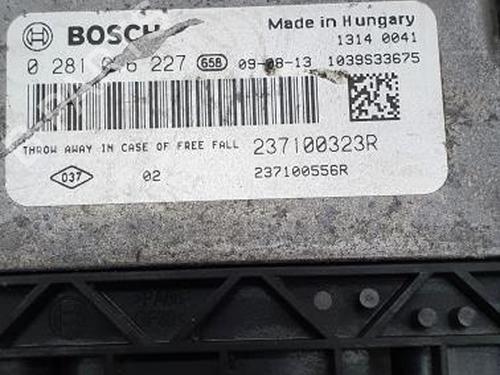 BOSCH
Made in Hungary
1314 0041
227 658 09-08-13 1039S33675
0 281
THROW AWAY IN CASE OF FREE FALL 237100323R
037 02 237100556R